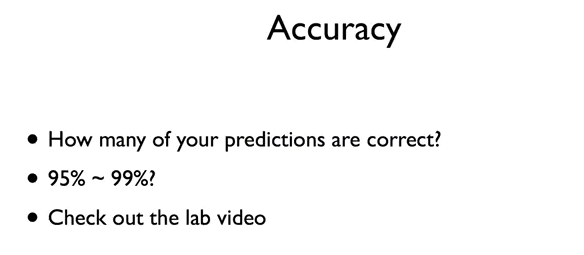 Accuracy
• How many of your predictions are correct?
• 95% ~ 99%?
• Check out the lab video